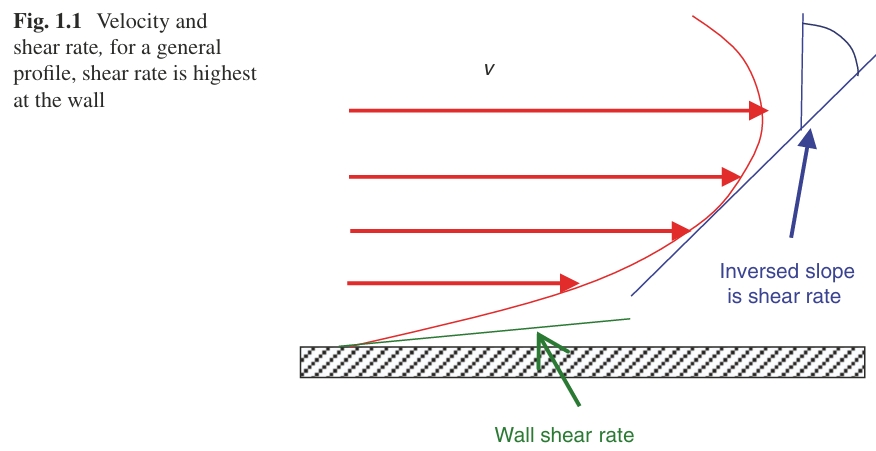 Fig. 1.1 Velocity and
shear rate, for a general
profile, shear rate is highest
at the wall
v
Inversed slope
is shear rate
Wall shear rate